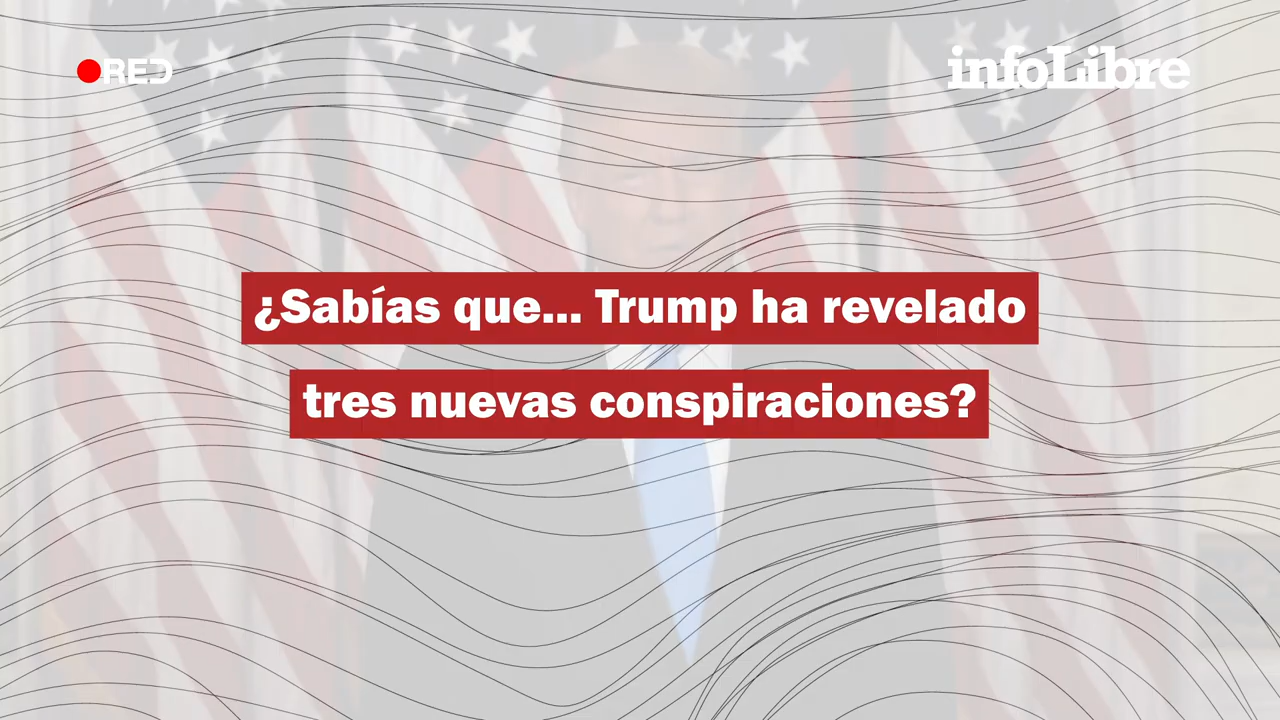 RED
infoLibre
¿Sabías que... Trump ha revelado
tres nuevas conspiraciones?